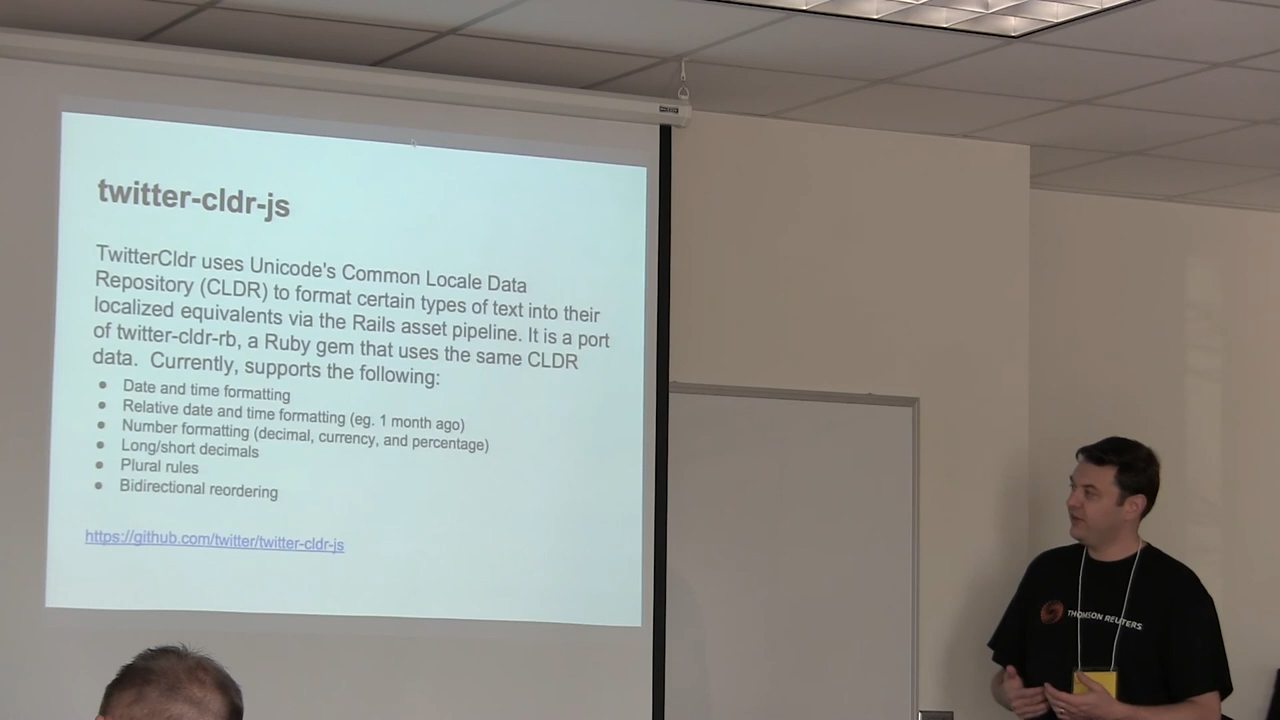 twitter-cldr-js
TwitterCldr uses Unicode's Common Locale Data
Repository (CLDR) to format certain types of text into their
localized equivalents via the Rails asset pipeline. It is a port
of twitter-cldr-rb, a Ruby gem that uses the same CLDR
data. Currently, supports the following:
● Date and time formatting
● Relative date and time formatting (eg. 1 month ago)
● Number formatting (decimal, currency, and percentage)
● Long/short decimals
● Plural rules
● Bidirectional reordering
https://github.com/twitter/twitter-cldr-js
THOMSON REUTERS